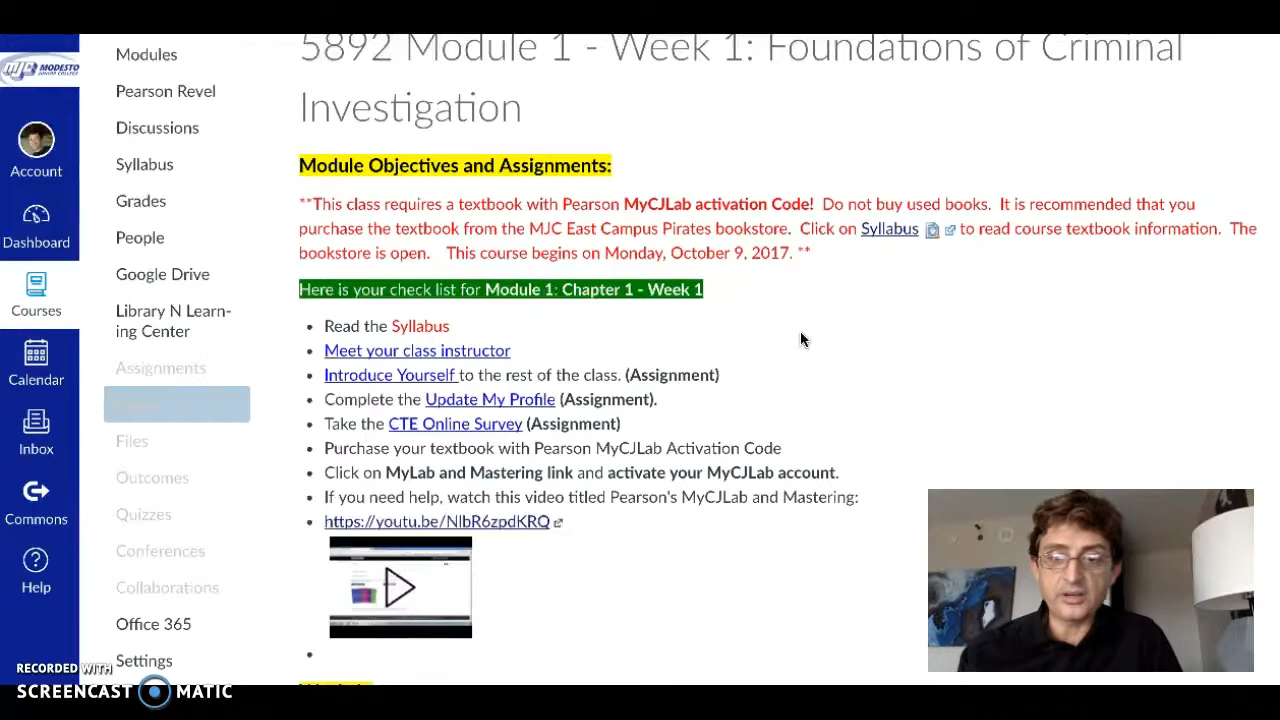 MODESTO
JUNIOR COLLEGE
Account
Dashboard
Courses
Calendar
Inbox
Commons
Help
Modules
Pearson Revel
Discussions
Syllabus
Grades
People
Google Drive
Library N Learn-
ing Center
Assignments
Files
Outcomes
Quizzes
Conferences
Collaborations
Office 365
Settings
5892 Module 1 - Week 1: Foundations of Criminal
Investigation
Module Objectives and Assignments:
**This class requires a textbook with Pearson MyCJLab activation Code! Do not buy used books. It is recommended that you
purchase the textbook from the MJC East Campus Pirates bookstore. Click on Syllabus to read course textbook information. The
bookstore is open. This course begins on Monday, October 9, 2017. **
Here is your check list for Module 1: Chapter 1 - Week 1
• Read the Syllabus
• Meet your class instructor
• Introduce Yourself to the rest of the class. (Assignment)
• Complete the Update My Profile (Assignment).
• Take the CTE Online Survey (Assignment)
• Purchase your textbook with Pearson MyCJLab Activation Code
• Click on MyLab and Mastering link and activate your MyCJLab account.
• If you need help, watch this video titled Pearson's MyCJLab and Mastering:
• https://youtu.be/NlbR6zpdKRQ
RECORDED WITH
SCREENCAST MATIC